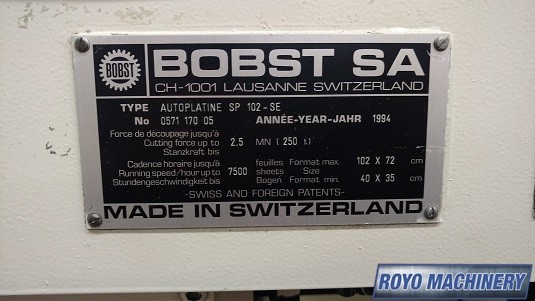 BOBST
BOBST SA
CH-1001 LAUSANNE SWITZERLAND
TYPE AUTOPLATINE SP 102-SE
No 0571 170 05 ANNÉE-YEAR-JAHR 1994
Force de découpage jusqu'à
Cutting force up to 2.5 MN (250 t)
Stanzkraft bis
Cadence horaire jusqu'à feuilles Format max. 102 X 72 cm
Running speed/hour up to 7500 sheets Size
Stundengeschwindigkeit bis Bogen Format min. 40 X 35 cm
-SWISS AND FOREIGN PATENTS-
MADE IN SWITZERLAND
ROYO MACHINERY